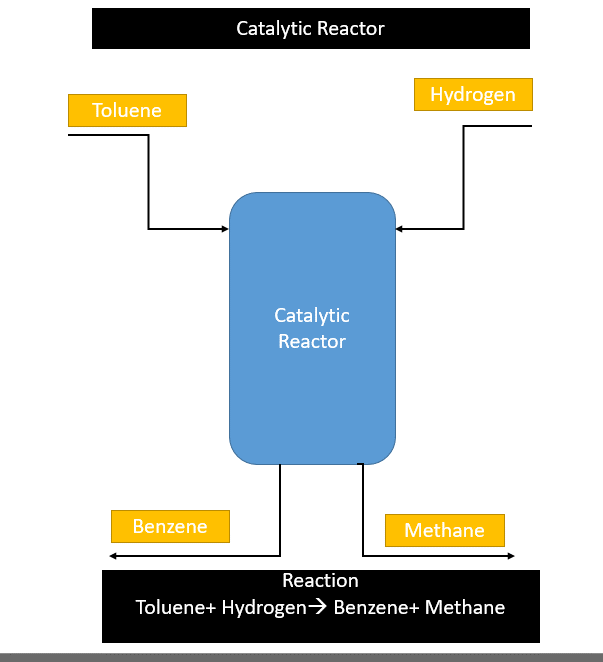 Catalytic Reactor
Toluene
Hydrogen
Catalytic
Reactor
Benzene
Methane
Reaction
Toluene+ Hydrogen→ Benzene+ Methane